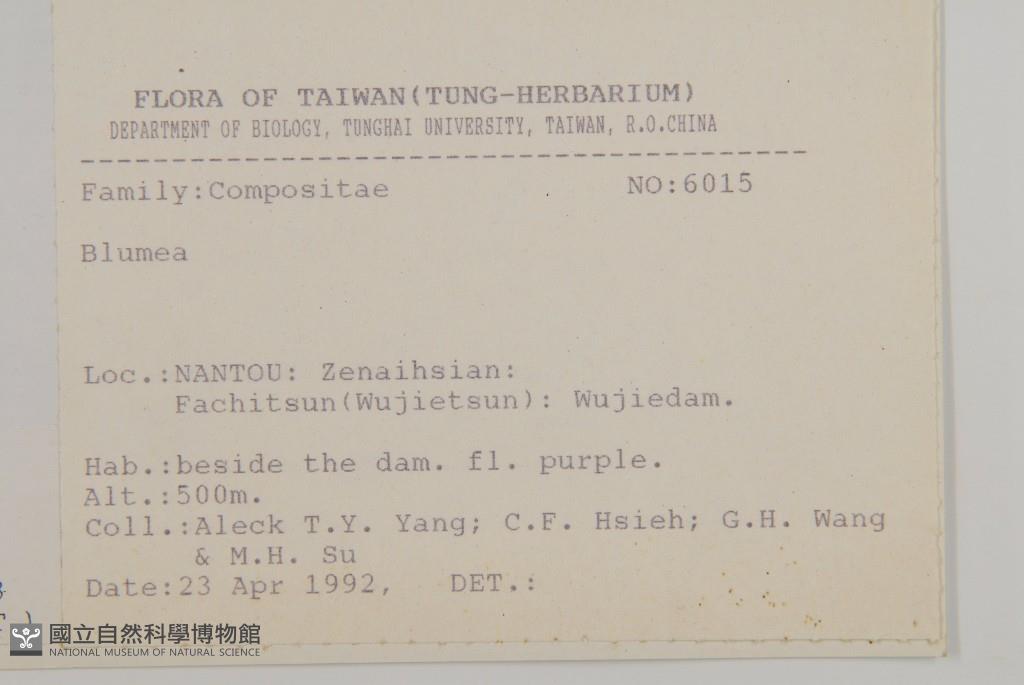 FLORA OF TAIWAN(TUNG-HERBARIUM)
DEPARTMENT OF BIOLOGY, TUNGHAI UNIVERSITY, TAIWAN, R.O.CHINA
Family:Compositae NO:6015
Blumea
Loc.:NANTOU: Zenaihsian:
Fachitsun(Wujietsun): Wujiedam.
Hab.:beside the dam. fl. purple.
Alt.:500m.
Coll.:Aleck T.Y. Yang; C.F. Hsieh; G.H. Wang
& M.H. Su
Date:23 Apr 1992, DET.:
國立自然科學博物館
NATIONAL MUSEUM OF NATURAL SCIENCE